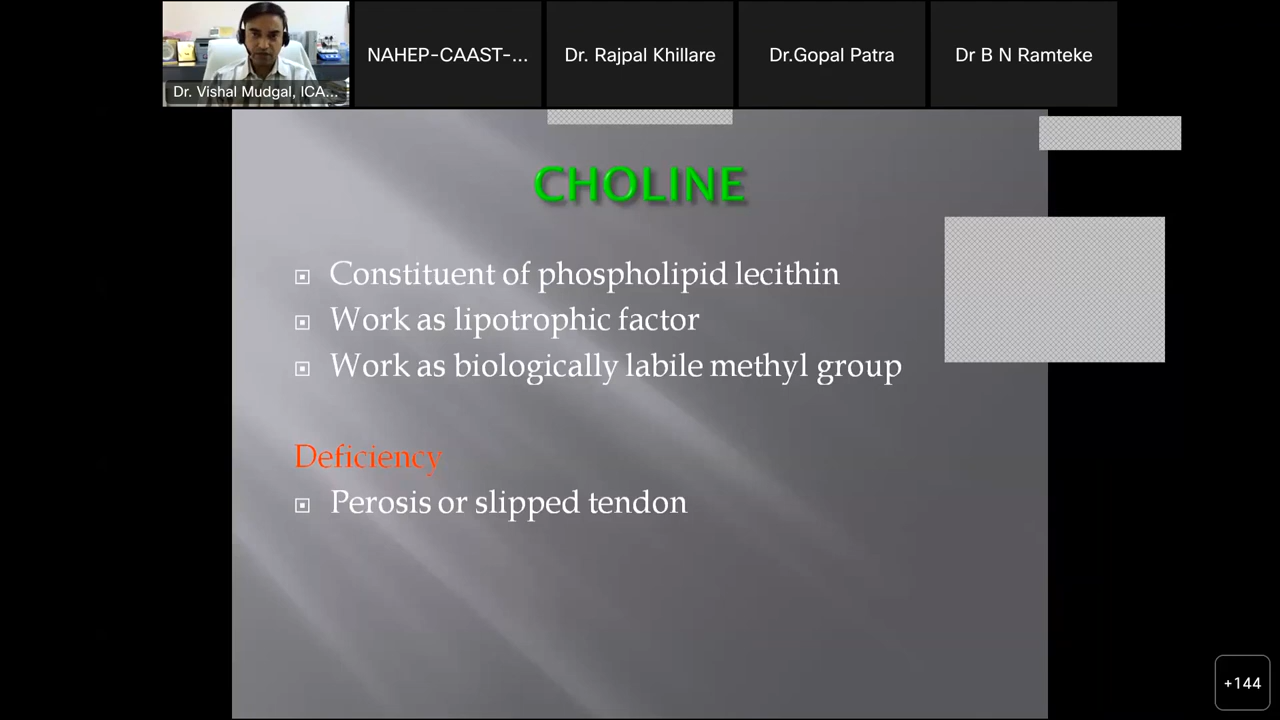 Dr. Vishal Mudgal, ICA...
NAHEP-CAAST-...
Dr. Rajpal Khillare
Dr.Gopal Patra
Dr B N Ramteke
CHOLINE
Constituent of phospholipid lecithin
Work as lipotrophic factor
Work as biologically labile methyl group
Deficiency
Perosis or slipped tendon
+144